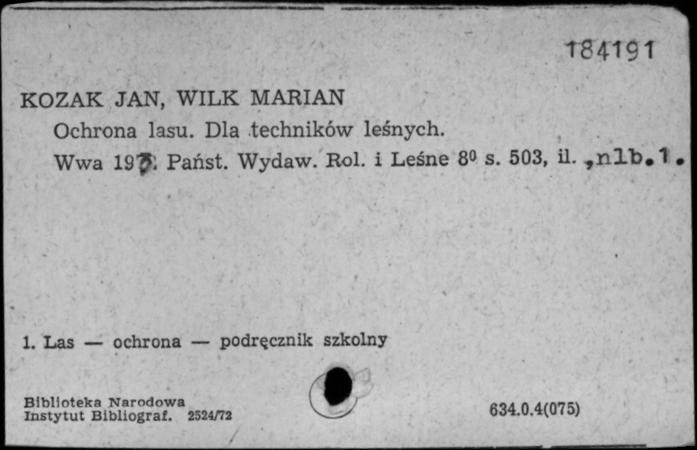 184191
KOZAK JAN, WILK MARIAN
Ochrona lasu. Dla techników leśnych.
Wwa Państ. Wydaw. Rol. i Leśne 8⁰ s. 503, il. ,nlb.1.
1. Las — ochrona — podręcznik szkolny
Biblioteka Narodowa
Instytut Bibliograf. 2524/72
634.0.4(075)